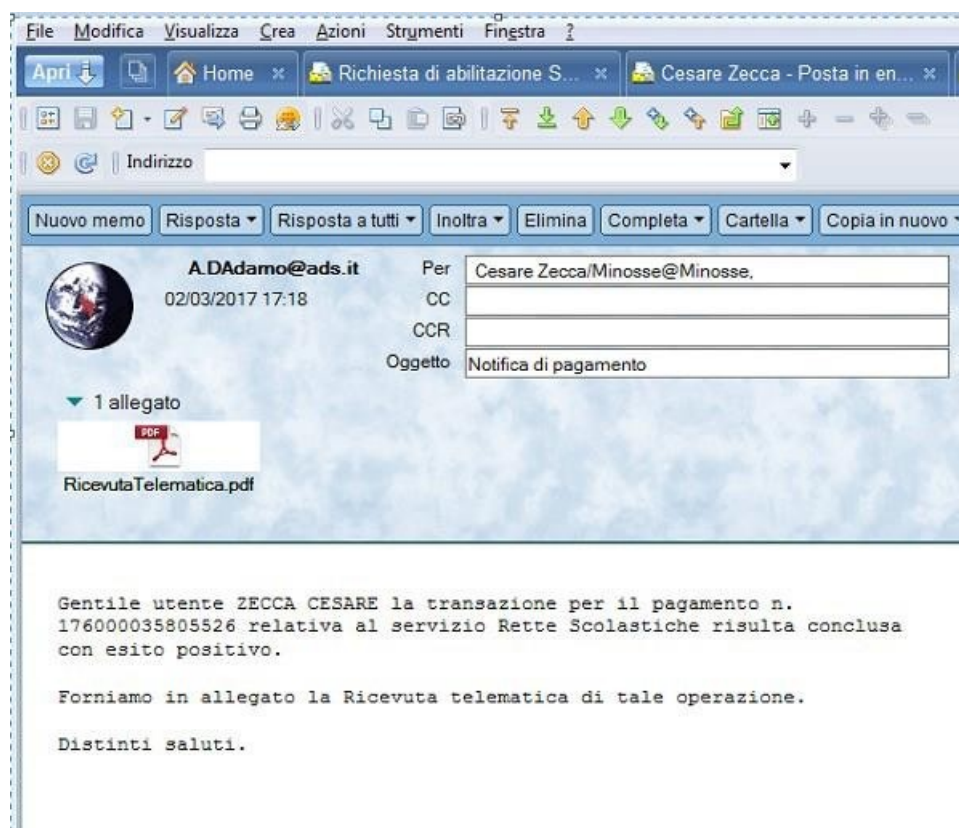 File Modifica Visualizza Crea Azioni Strumenti Finestra ?
Apri Home Richiesta di abilitazione S... Cesare Zecca - Posta in en...
Indirizzo
Nuovo memo Risposta Risposta a tutti Inoltra Elimina Completa Cartella Copia in nuovo
A.DAdamo@ads.it Per Cesare Zecca/Minosse@Minosse,
02/03/2017 17:18 CC
CCR
Oggetto Notifica di pagamento
1 allegato
PDF
RicevutaTelematica.pdf
Gentile utente ZECCA CESARE la transazione per il pagamento n.
176000035805526 relativa al servizio Rette Scolastiche risulta conclusa
con esito positivo.
Forniamo in allegato la Ricevuta telematica di tale operazione.
Distinti saluti.